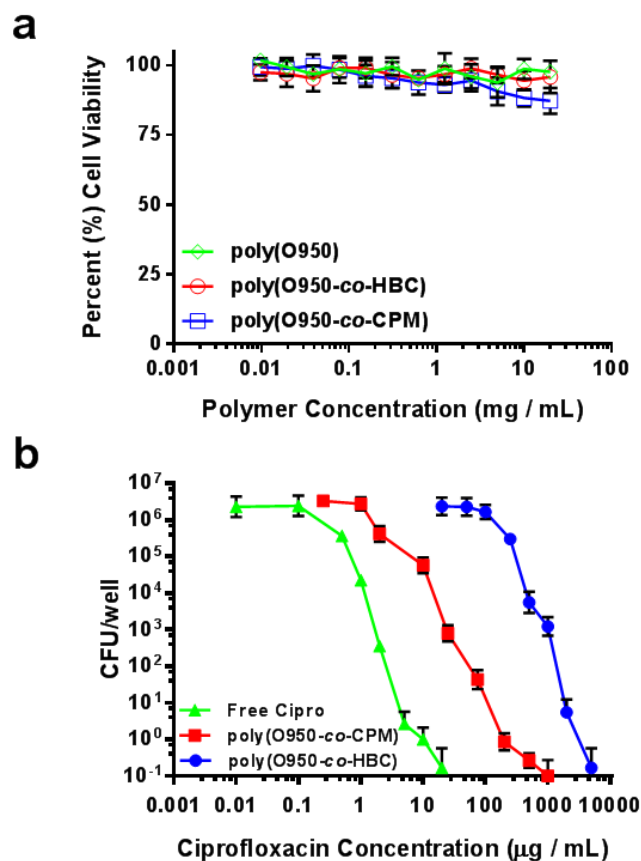 a
Percent (%) Cell Viability
100
75
50
25
0
poly(O950)
poly(O950-co-HBC)
poly(O950-co-CPM)
0.001 0.01 0.1 1 10 100
Polymer Concentration (mg / mL)
b
CFU/well
10^7
10^6
10^5
10^4
10^3
10^2
10^1
10^0
10^-1
Free Cipro
poly(O950-co-CPM)
poly(O950-co-HBC)
0.001 0.01 0.1 1 10 100 1000 10000
Ciprofloxacin Concentration (μg / mL)